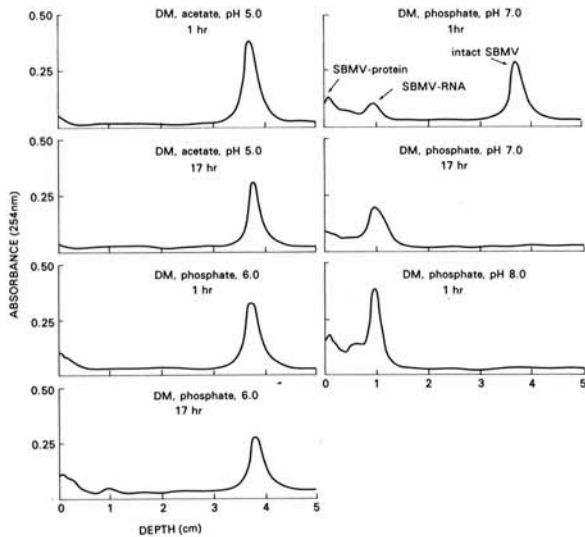 DM, acetate, pH 5.0
1 hr
0.50
0.25
DM, phosphate, pH 7.0
1hr
SBMV-protein
SBMV-RNA
intact SBMV
DM, acetate, pH 5.0
17 hr
0.25
DM, phosphate, pH 7.0
17 hr
DM, phosphate, 6.0
1 hr
0.50
0.25
DM, phosphate, pH 8.0
1 hr
0 1 2 3 4 5
DM, phosphate, 6.0
17 hr
0.25
0 1 2 3 4 5
ABSORBANCE (254nm)
DEPTH (cm)